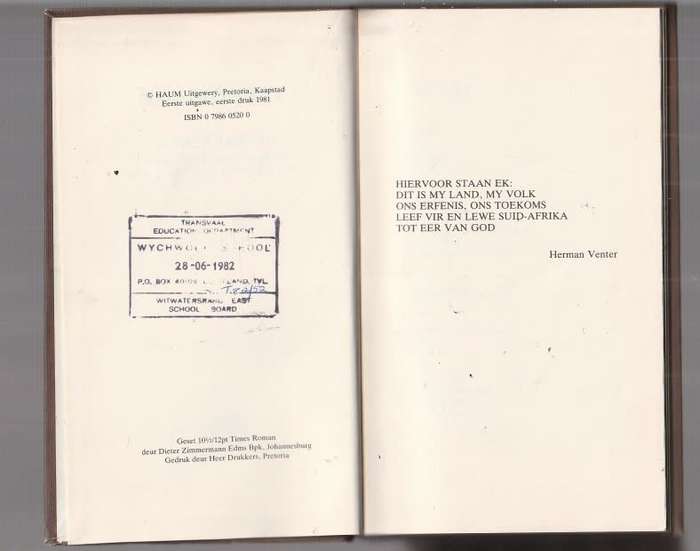 © HAUM Uitgewery, Pretoria, Kaapstad
Eerste uitgawe, eerste druk 1981
ISBN 0 7986 0520 0
TRANSVAAL
EDUCATION DEPARTMENT
WYCHWOOD SCHOOL
28-06-1982
P.O. BOX TVL.
WITWATERSRAND EAST
SCHOOL BOARD
Geset 10½/12pt Times Roman
deur Dieter Zimmermann Edms Bpk, Johannesburg
Gedruk deur Heer Drukkers, Pretoria
HIERVOOR STAAN EK:
DIT IS MY LAND, MY VOLK
ONS ERFENIS, ONS TOEKOMS
LEEF VIR EN LEWE SUID-AFRIKA
TOT EER VAN GOD
Herman Venter